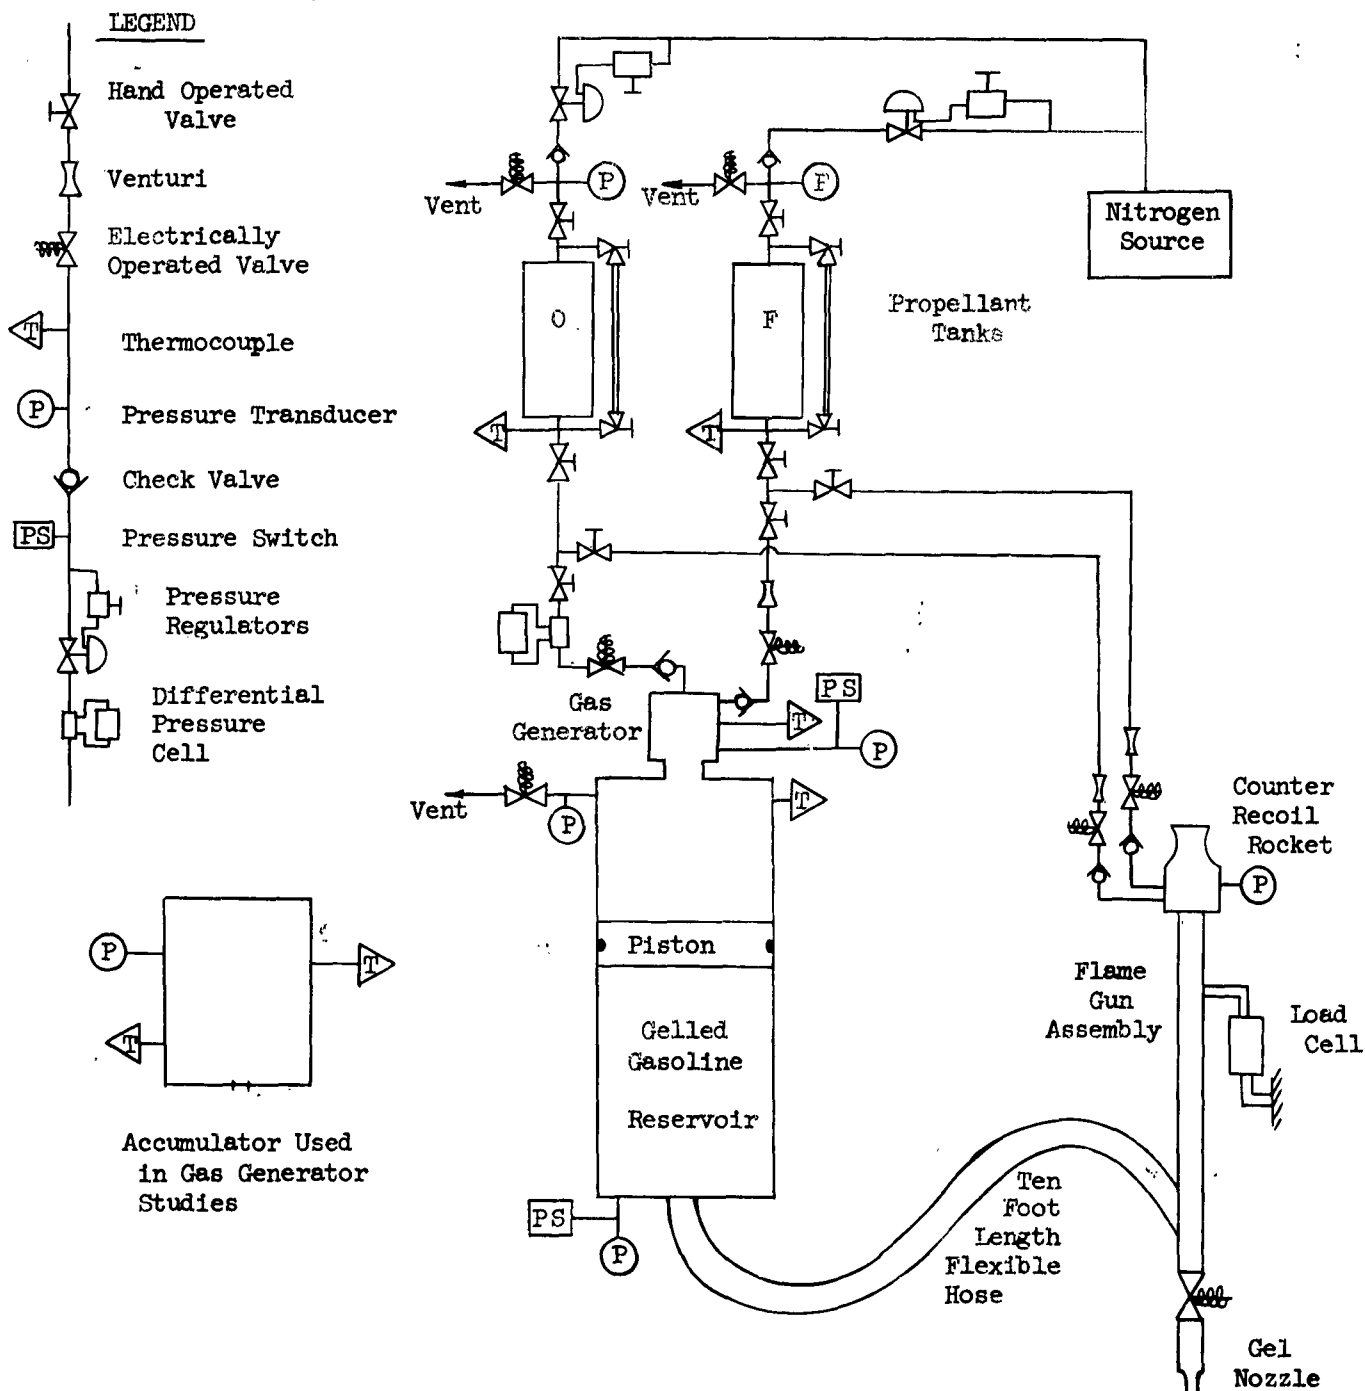 LEGEND
Hand Operated
Valve
Venturi
Electrically
Operated Valve
T
Thermocouple
P
Pressure Transducer
Check Valve
PS
Pressure Switch
Pressure
Regulators
Differential
Pressure
Cell
Vent
P
Vent
F
Nitrogen
Source
O
F
Propellant
Tanks
T
T
Gas
Generator
PS
T
P
Vent
P
T
Counter
Recoil
Rocket
P
P
T
T
Accumulator Used
in Gas Generator
Studies
Piston
Gelled
Gasoline
Reservoir
PS
P
Flame
Gun
Assembly
Load
Cell
Ten
Foot
Length
Flexible
Hose
Gel
Nozzle